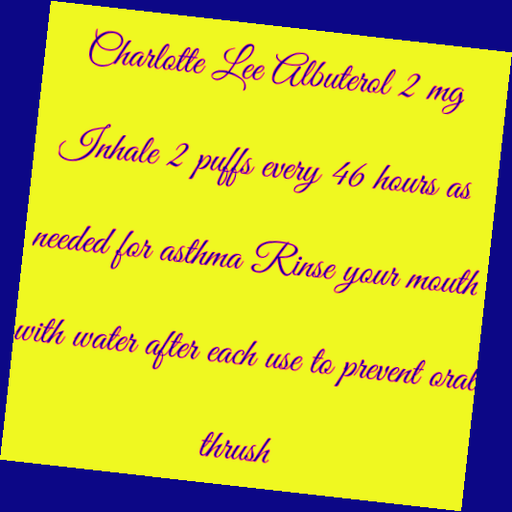 Charlotte Lee Albuterol 2 mg
Inhale 2 puffs every 46 hours as
needed for asthma Rinse your mouth
with water after each use to prevent oral
thrush